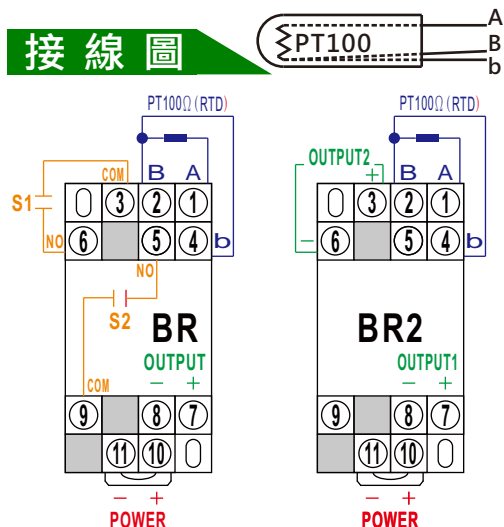 接線圖
PT100
A
B
b
PT100Ω(RTD)
COM B A
S1
③ ② ①
NO ⑥ ⑤ ④ b
NO
S2
BR
OUTPUT
COM − +
⑨ ⑧ ⑦
⑪ ⑩
− +
POWER
PT100Ω(RTD)
OUTPUT2
+ B A
③ ② ①
− ⑥ ⑤ ④ b
BR2
OUTPUT1
− +
⑨ ⑧ ⑦
⑪ ⑩
− +
POWER